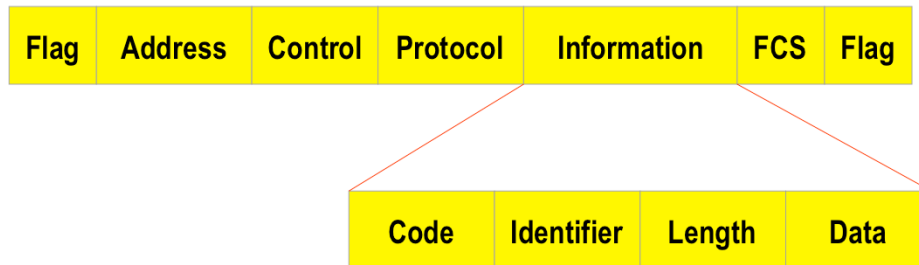 Flag Address Control Protocol Information FCS Flag
Code Identifier Length Data